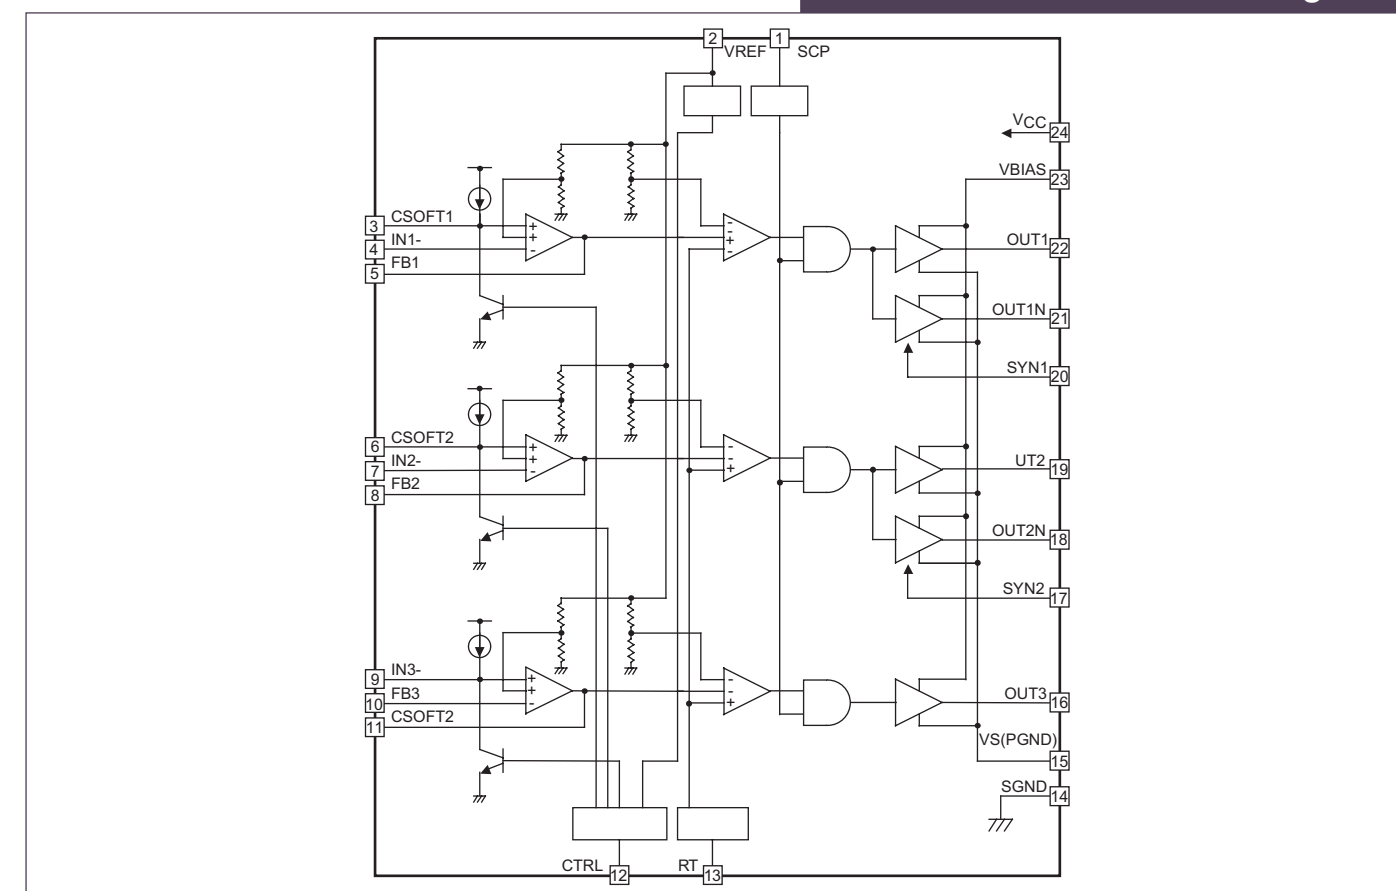 2 VREF 1 SCP
VCC 24
VBIAS 23
3 CSOFT1
4 IN1-
5 FB1
+
+
-
-
-
+
-
OUT1 22
OUT1N 21
SYN1 20
6 CSOFT2
7 IN2-
8 FB2
+
+
-
-
-
+
UT2 19
OUT2N 18
SYN2 17
9 IN3-
10 FB3
11 CSOFT2
+
+
-
-
-
+
OUT3 16
VS(PGND) 15
SGND 14
CTRL 12
RT 13